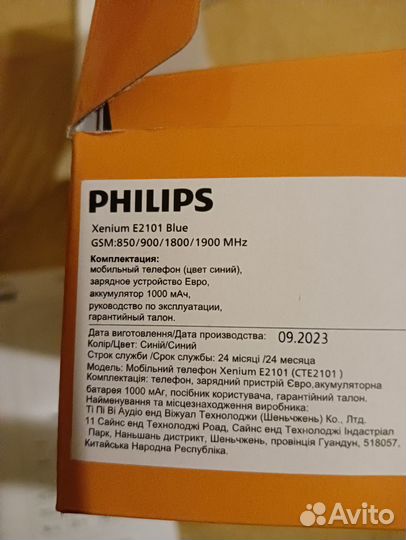 PHILIPS
Xenium E2101 Blue
GSM:850/900/1800/1900 MHz
Комплектация:
мобильный телефон (цвет синий),
зарядное устройство Евро,
аккумулятор 1000 мАч,
руководство по эксплуатации,
гарантийный талон.
Дата виготовлення/Дата производства: 09.2023
Колір/Цвет: Синій/Синий
Строк служби /Срок службы: 24 місяці /24 месяца
Модель: Мобільний телефон Xenium E2101 (CTE2101 )
Комплектація: телефон, зарядний пристрій Євро,акумуляторна
батарея 1000 мАг, посібник користувача, гарантійний талон.
Найменування та місцезнаходження виробника:
Ті Пі Ві Аудіо енд Віжуал Технолоджи (Шеньчжень) Ко., Лтд.
11 Сайнс енд Технолоджі Роад, Сайнс енд Технолоджі Індастріал
Парк, Наньшань дистрикт, Шеньчжень, провінція Гуандун, 518057,
Китайська Народна Республіка.
Avito